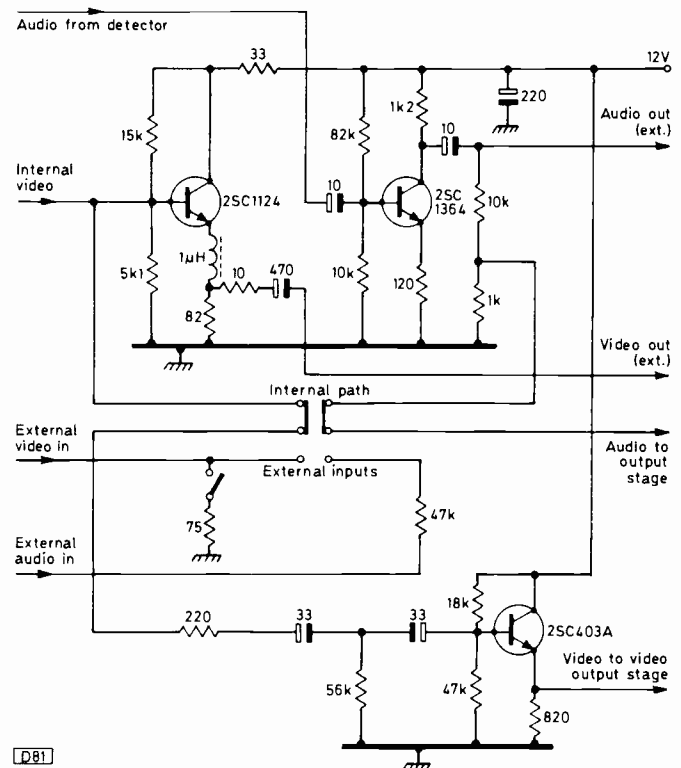 Audio from detector
33
12V
15k
1k2
220
82k
10
Audio out
(ext.)
Internal
video
2SC1124
10
2SC
1364
10k
1μH
5k1
10
470
10k
120
1k
82
Video out
(ext.)
Internal path
External
video in
Audio to
output
stage
External inputs
75
47k
External
audio in
18k
220
33
33
2SC403A
Video to video
output stage
56k
47k
820
D81